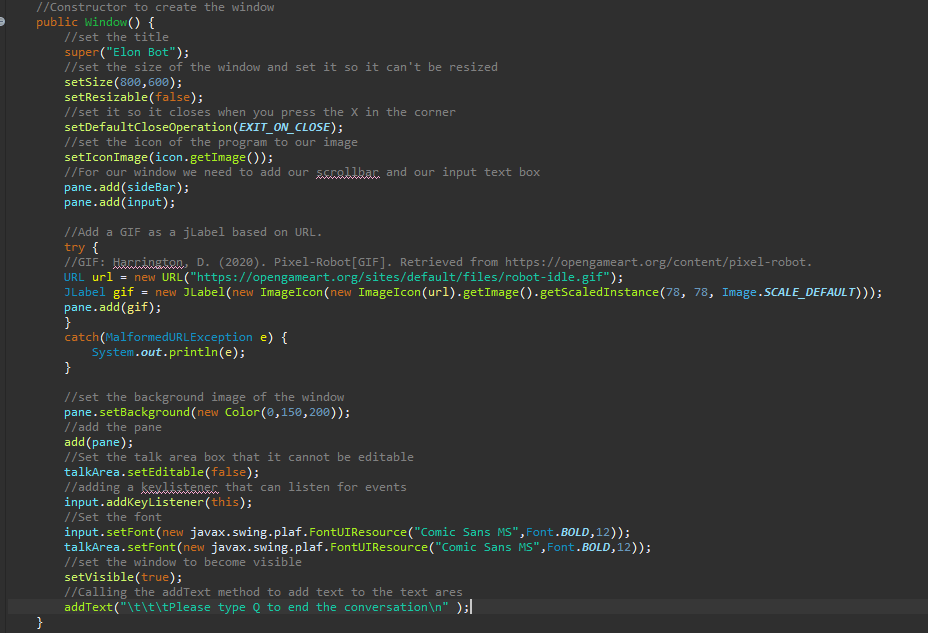 //Constructor to create the window
public Window() {
//set the title
super("Elon Bot");
//set the size of the window and set it so it can't be resized
setSize(800,600);
setResizable(false);
//set it so it closes when you press the X in the corner
setDefaultCloseOperation(EXIT_ON_CLOSE);
//set the icon of the program to our image
setIconImage(icon.getImage());
//For our window we need to add our scrollbar and our input text box
pane.add(sideBar);
pane.add(input);
//Add a GIF as a jLabel based on URL.
try {
//GIF: Harrington, D. (2020). Pixel-Robot[GIF]. Retrieved from https://opengameart.org/content/pixel-robot.
URL url = new URL("https://opengameart.org/sites/default/files/robot-idle.gif");
JLabel gif = new JLabel(new ImageIcon(new ImageIcon(url).getImage().getScaledInstance(78, 78, Image.SCALE_DEFAULT)));
pane.add(gif);
}
catch(MalformedURLException e) {
System.out.println(e);
}
//set the background image of the window
pane.setBackground(new Color(0,150,200));
//add the pane
add(pane);
//Set the talk area box that it cannot be editable
talkArea.setEditable(false);
//adding a keylistener that can listen for events
input.addKeyListener(this);
//Set the font
input.setFont(new javax.swing.plaf.FontUIResource("Comic Sans MS",Font.BOLD,12));
talkArea.setFont(new javax.swing.plaf.FontUIResource("Comic Sans MS",Font.BOLD,12));
//set the window to become visible
setVisible(true);
//Calling the addText method to add text to the text ares
addText("\t\t\tPlease type Q to end the conversation\n" );
}